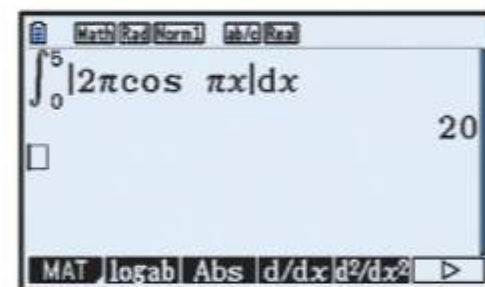 Math Rad Norm1 ab/c Real
∫₀⁵|2πcos πx|dx
20
MAT logab Abs d/dx d²/dx² ▷